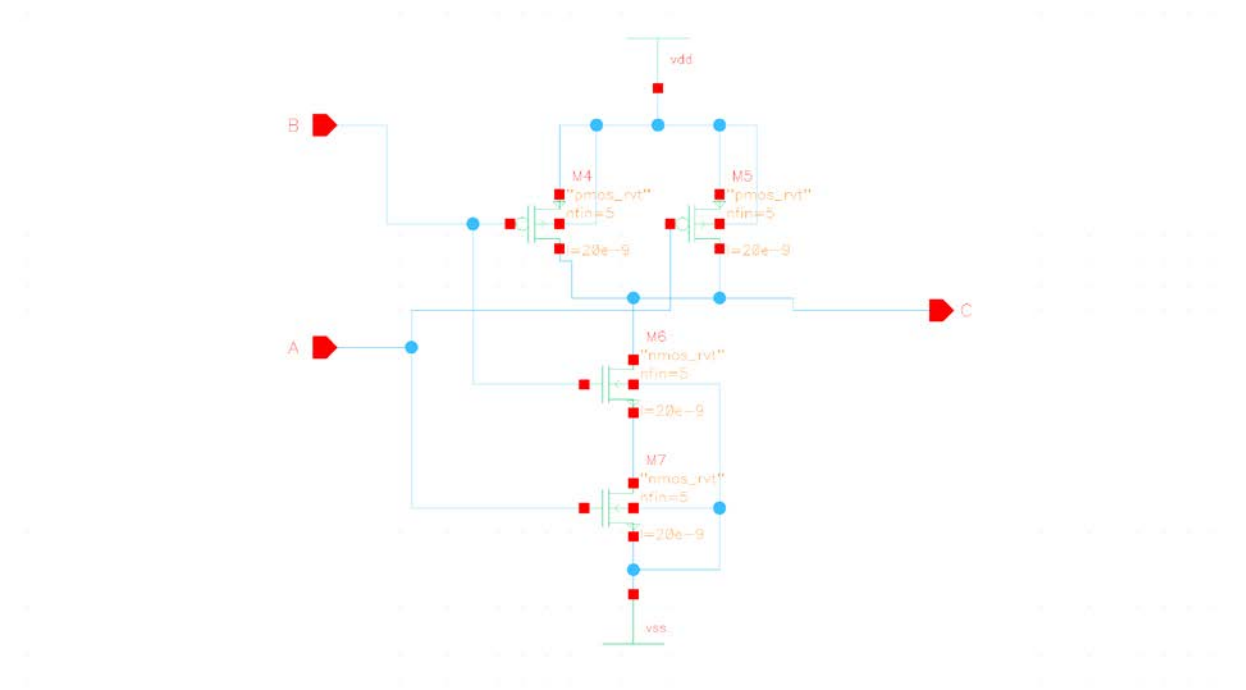 vdd
B
M4
"pmos_rvt"
nfin=5
l=20e-9
M5
"pmos_rvt"
nfin=5
l=20e-9
C
A
M6
"nmos_rvt"
nfin=5
l=20e-9
M7
"nmos_rvt"
nfin=5
l=20e-9
vss